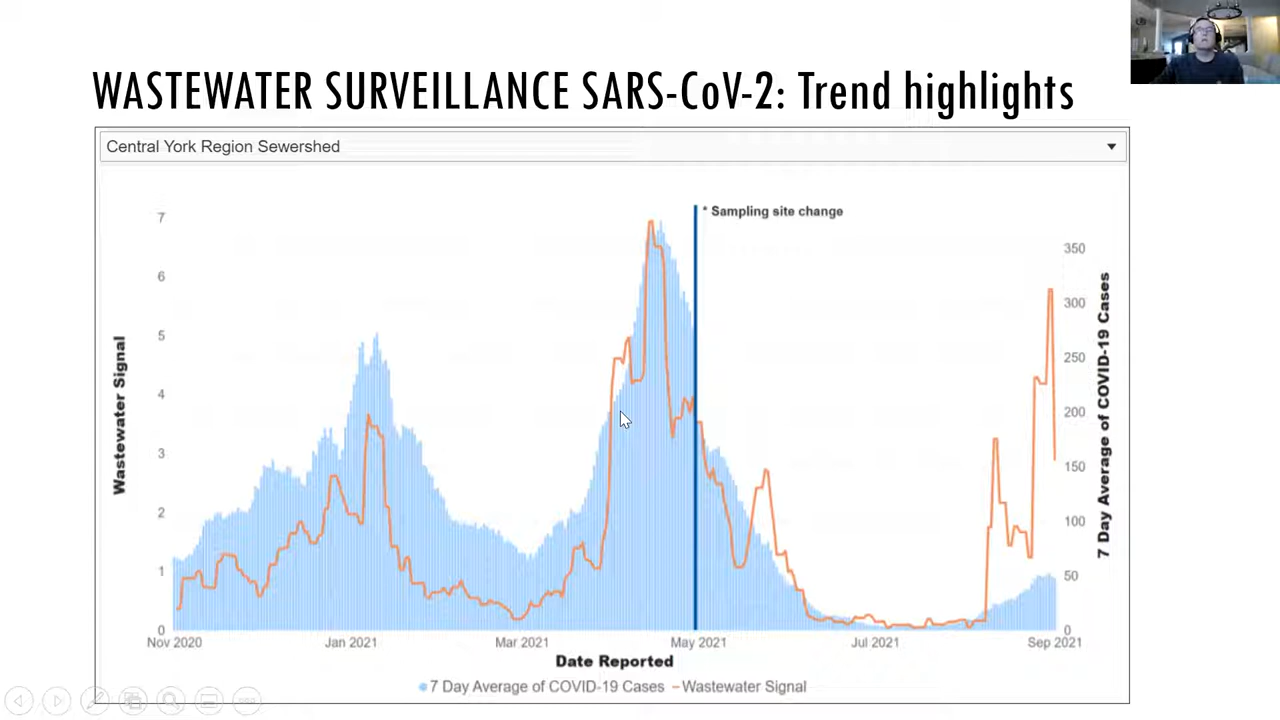 WASTEWATER SURVEILLANCE SARS-CoV-2: Trend highlights
Central York Region Sewershed
* Sampling site change
7
6
5
4
3
2
1
0
Wastewater Signal
350
300
250
200
150
100
50
0
7 Day Average of COVID-19 Cases
Nov 2020 Jan 2021 Mar 2021 May 2021 Jul 2021 Sep 2021
Date Reported
7 Day Average of COVID-19 Cases Wastewater Signal